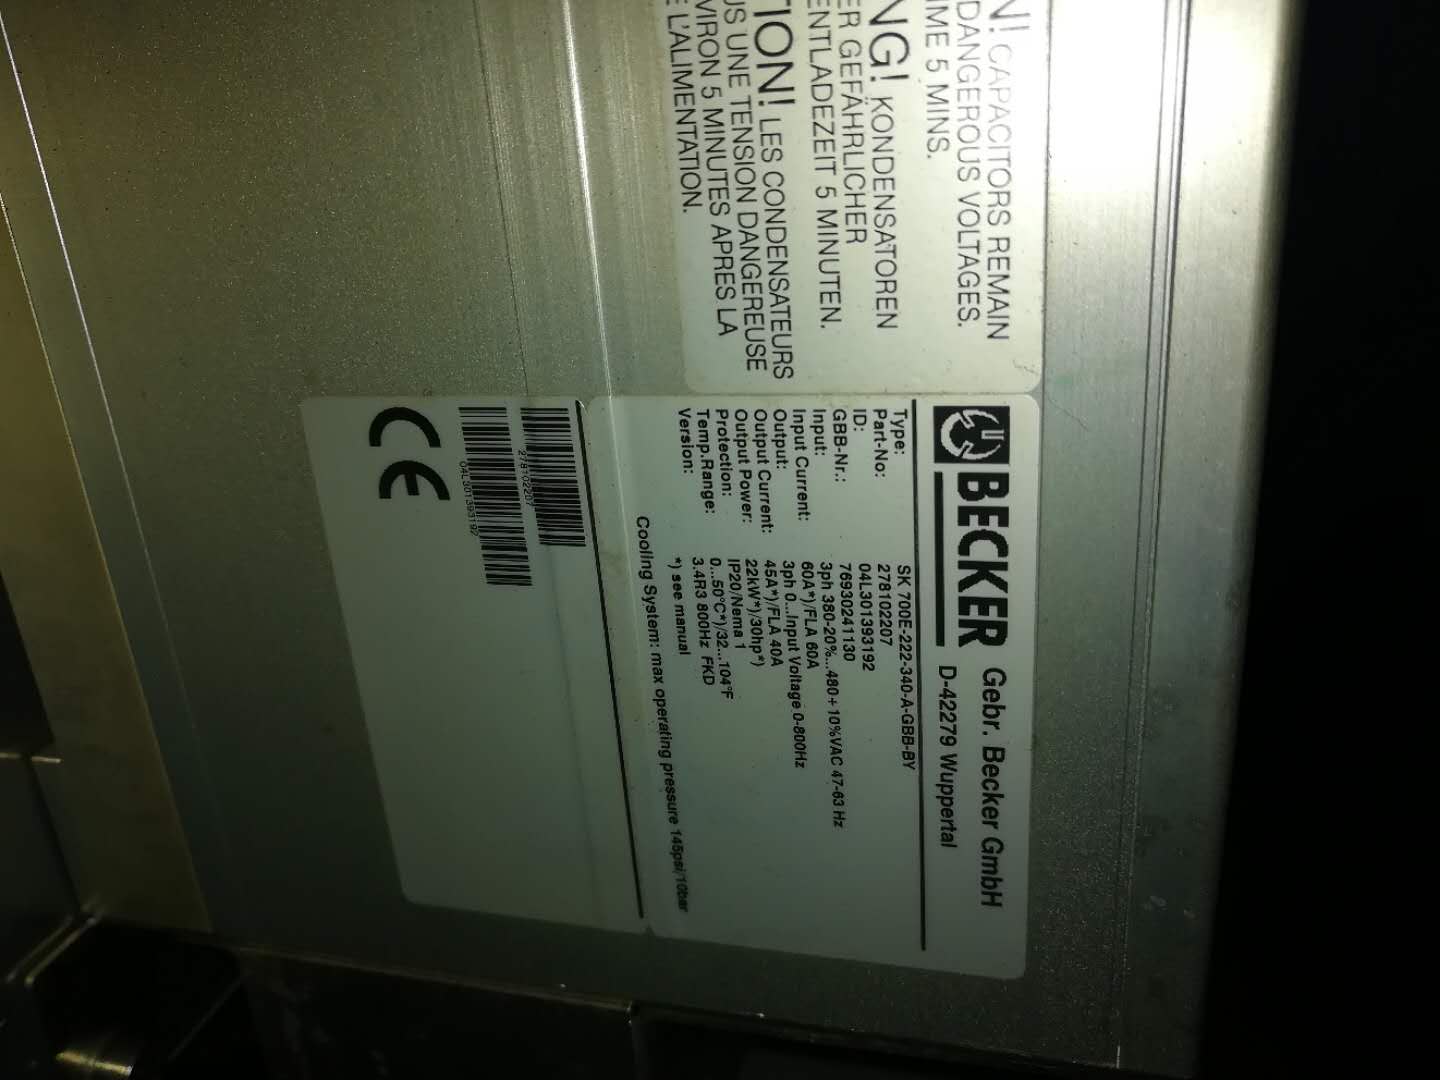 N! CAPACITORS REMAIN
DANGEROUS VOLTAGES.
ME 5 MINS.
NG! KONDENSATOREN
ER GEFÄHRLICHER
ENTLADEZEIT 5 MINUTEN.
TION! LES CONDENSATEURS
US UNE TENSION DANGEREUSE
VIRON 5 MINUTES APRES LA
E L'ALIMENTATION.
BECKER Gebr. Becker GmbH
D-42279 Wuppertal
Type: SK 700E-222-340-A-GBB-BY
Part-No: 278102207
ID: 04L301393192
GBB-Nr.: 76930241130
Input: 3ph 380-20%...480+10%VAC 47-63 Hz
Input Current: 60A*)/FLA 60A
Output: 3ph 0...Input Voltage 0-800Hz
Output Current: 45A*)/FLA 40A
Output Power: 22kW*)/30hp*)
Protection: IP20/Nema 1
Temp.Range: 0...50°C*)/32...104°F
Version: 3.4R3 800Hz FKD
*) see manual
Cooling System: max operating pressure 145psi/10bar
278102207
04L301393192
CE